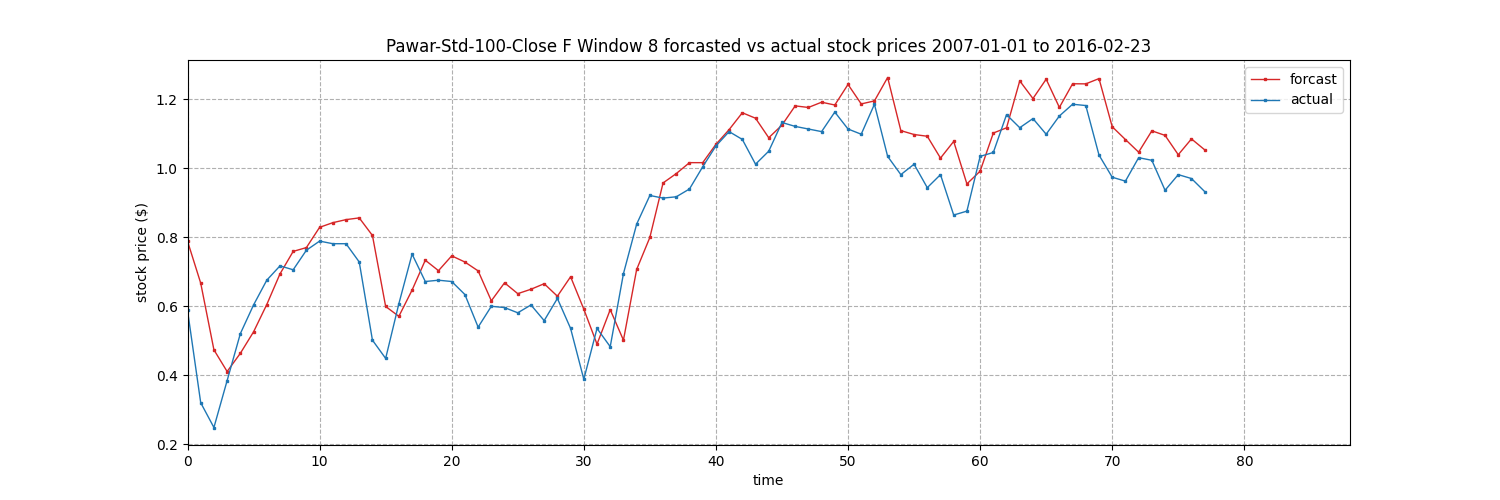 Pawar-Std-100-Close F Window 8 forcasted vs actual stock prices 2007-01-01 to 2016-02-23
forcast
actual
1.2
1.0
0.8
0.6
0.4
0.2
stock price ($)
0 10 20 30 40 50 60 70 80
time